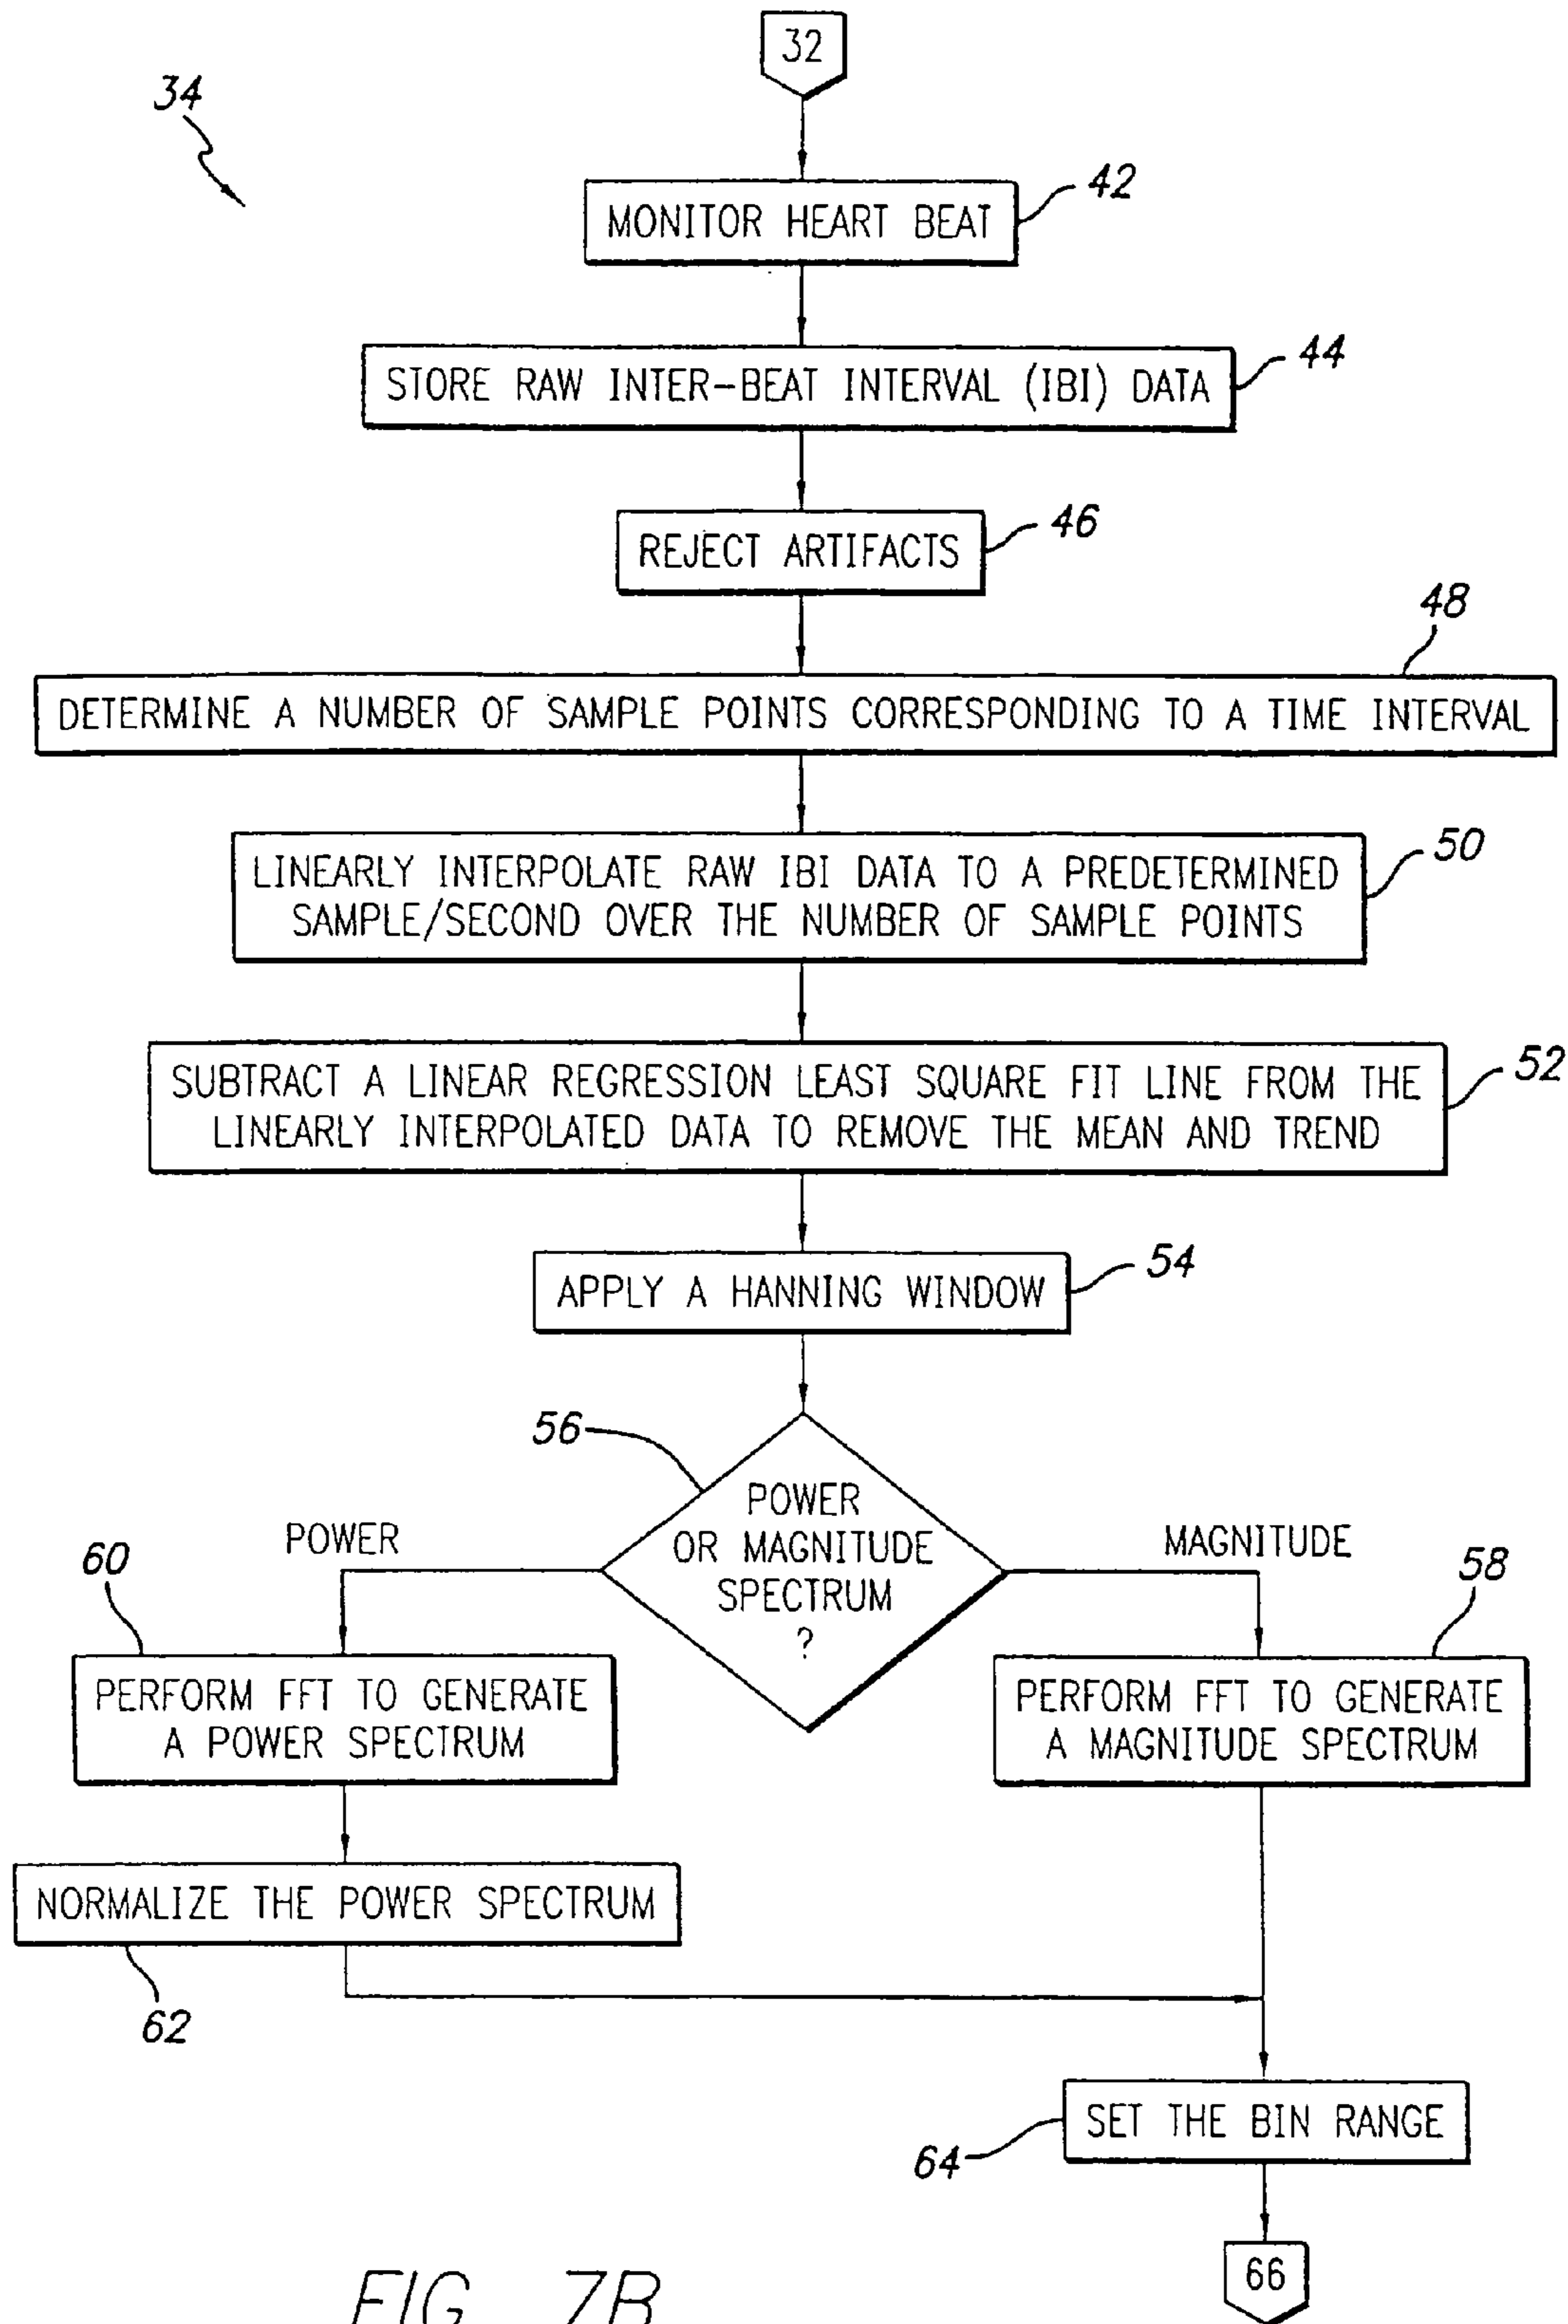 32
34
MONITOR HEART BEAT
42
STORE RAW INTER-BEAT INTERVAL (IBI) DATA
44
REJECT ARTIFACTS
46
48
DETERMINE A NUMBER OF SAMPLE POINTS CORRESPONDING TO A TIME INTERVAL
LINEARLY INTERPOLATE RAW IBI DATA TO A PREDETERMINED
SAMPLE/SECOND OVER THE NUMBER OF SAMPLE POINTS
50
SUBTRACT A LINEAR REGRESSION LEAST SQUARE FIT LINE FROM THE
LINEARLY INTERPOLATED DATA TO REMOVE THE MEAN AND TREND
52
APPLY A HANNING WINDOW
54
56
POWER
OR MAGNITUDE
SPECTRUM
?
POWER
MAGNITUDE
60
58
PERFORM FFT TO GENERATE
A POWER SPECTRUM
PERFORM FFT TO GENERATE
A MAGNITUDE SPECTRUM
NORMALIZE THE POWER SPECTRUM
62
SET THE BIN RANGE
64
66
FIG. 7B